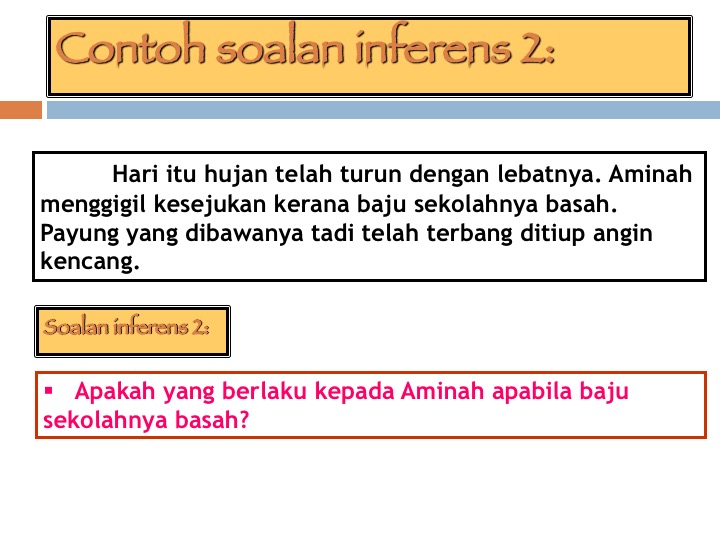 Contoh soalan inferens 2:
Hari itu hujan telah turun dengan lebatnya. Aminah
menggigil kesejukan kerana baju sekolahnya basah.
Payung yang dibawanya tadi telah terbang ditiup angin
kencang.
Soalan inferens 2:
▪ Apakah yang berlaku kepada Aminah apabila baju
sekolahnya basah?